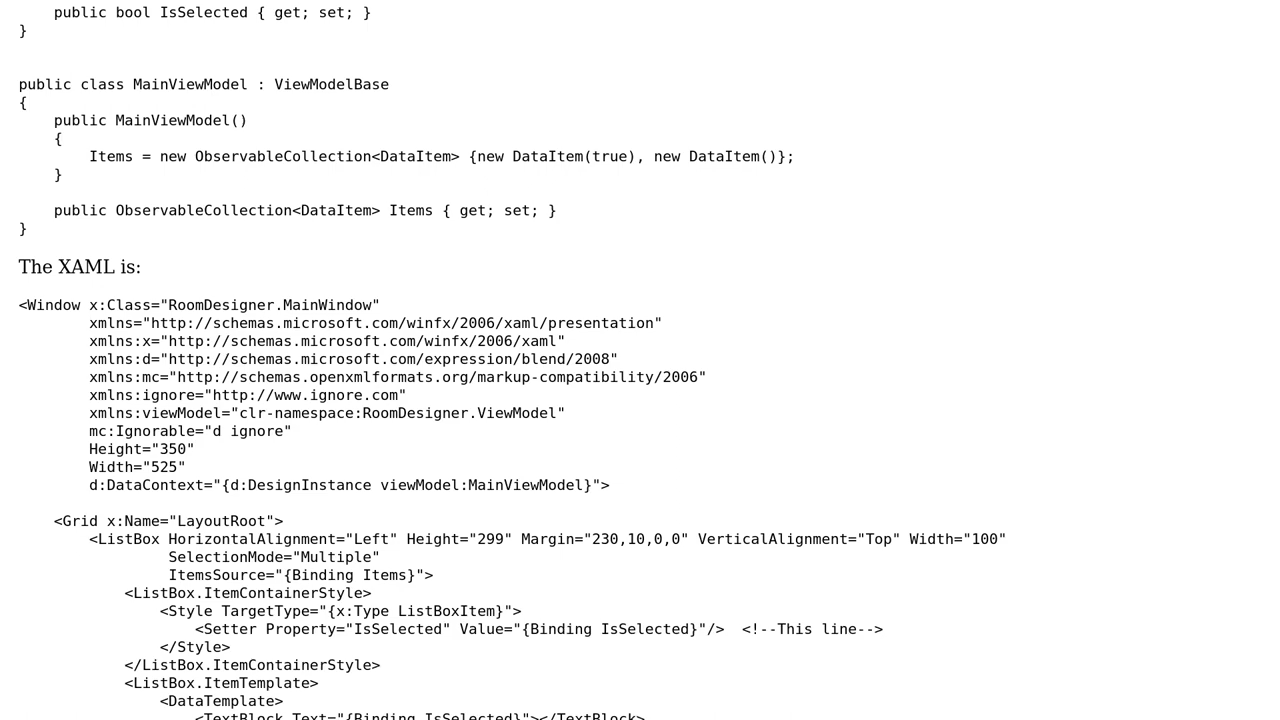 public bool IsSelected { get; set; }
}
public class MainViewModel : ViewModelBase
{
    public MainViewModel()
    {
        Items = new ObservableCollection<DataItem> {new DataItem(true), new DataItem()};
    }
    public ObservableCollection<DataItem> Items { get; set; }
}
The XAML is:
<Window x:Class="RoomDesigner.MainWindow"
        xmlns="http://schemas.microsoft.com/winfx/2006/xaml/presentation"
        xmlns:x="http://schemas.microsoft.com/winfx/2006/xaml"
        xmlns:d="http://schemas.microsoft.com/expression/blend/2008"
        xmlns:mc="http://schemas.openxmlformats.org/markup-compatibility/2006"
        xmlns:ignore="http://www.ignore.com"
        xmlns:viewModel="clr-namespace:RoomDesigner.ViewModel"
        mc:Ignorable="d ignore"
        Height="350"
        Width="525"
        d:DataContext="{d:DesignInstance viewModel:MainViewModel}">
    <Grid x:Name="LayoutRoot">
        <ListBox HorizontalAlignment="Left" Height="299" Margin="230,10,0,0" VerticalAlignment="Top" Width="100"
                 SelectionMode="Multiple"
                 ItemsSource="{Binding Items}">
            <ListBox.ItemContainerStyle>
                <Style TargetType="{x:Type ListBoxItem}">
                    <Setter Property="IsSelected" Value="{Binding IsSelected}"/>  <!--This line-->
                </Style>
            </ListBox.ItemContainerStyle>
            <ListBox.ItemTemplate>
                <DataTemplate>
                    <TextBlock Text="{Binding IsSelected}"></TextBlock>